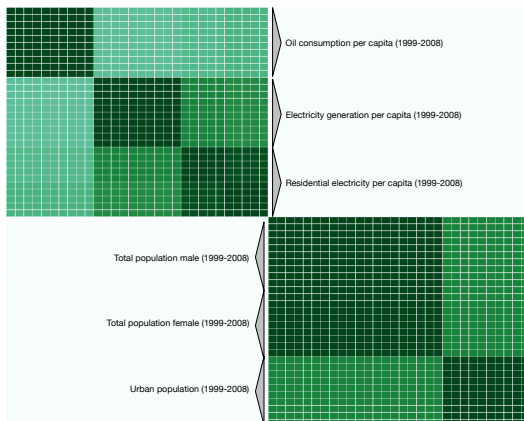 Oil consumption per capita (1999-2008)
Electricity generation per capita (1999-2008)
Residential electricity per capita (1999-2008)
Total population male (1999-2008)
Total population female (1999-2008)
Urban population (1999-2008)